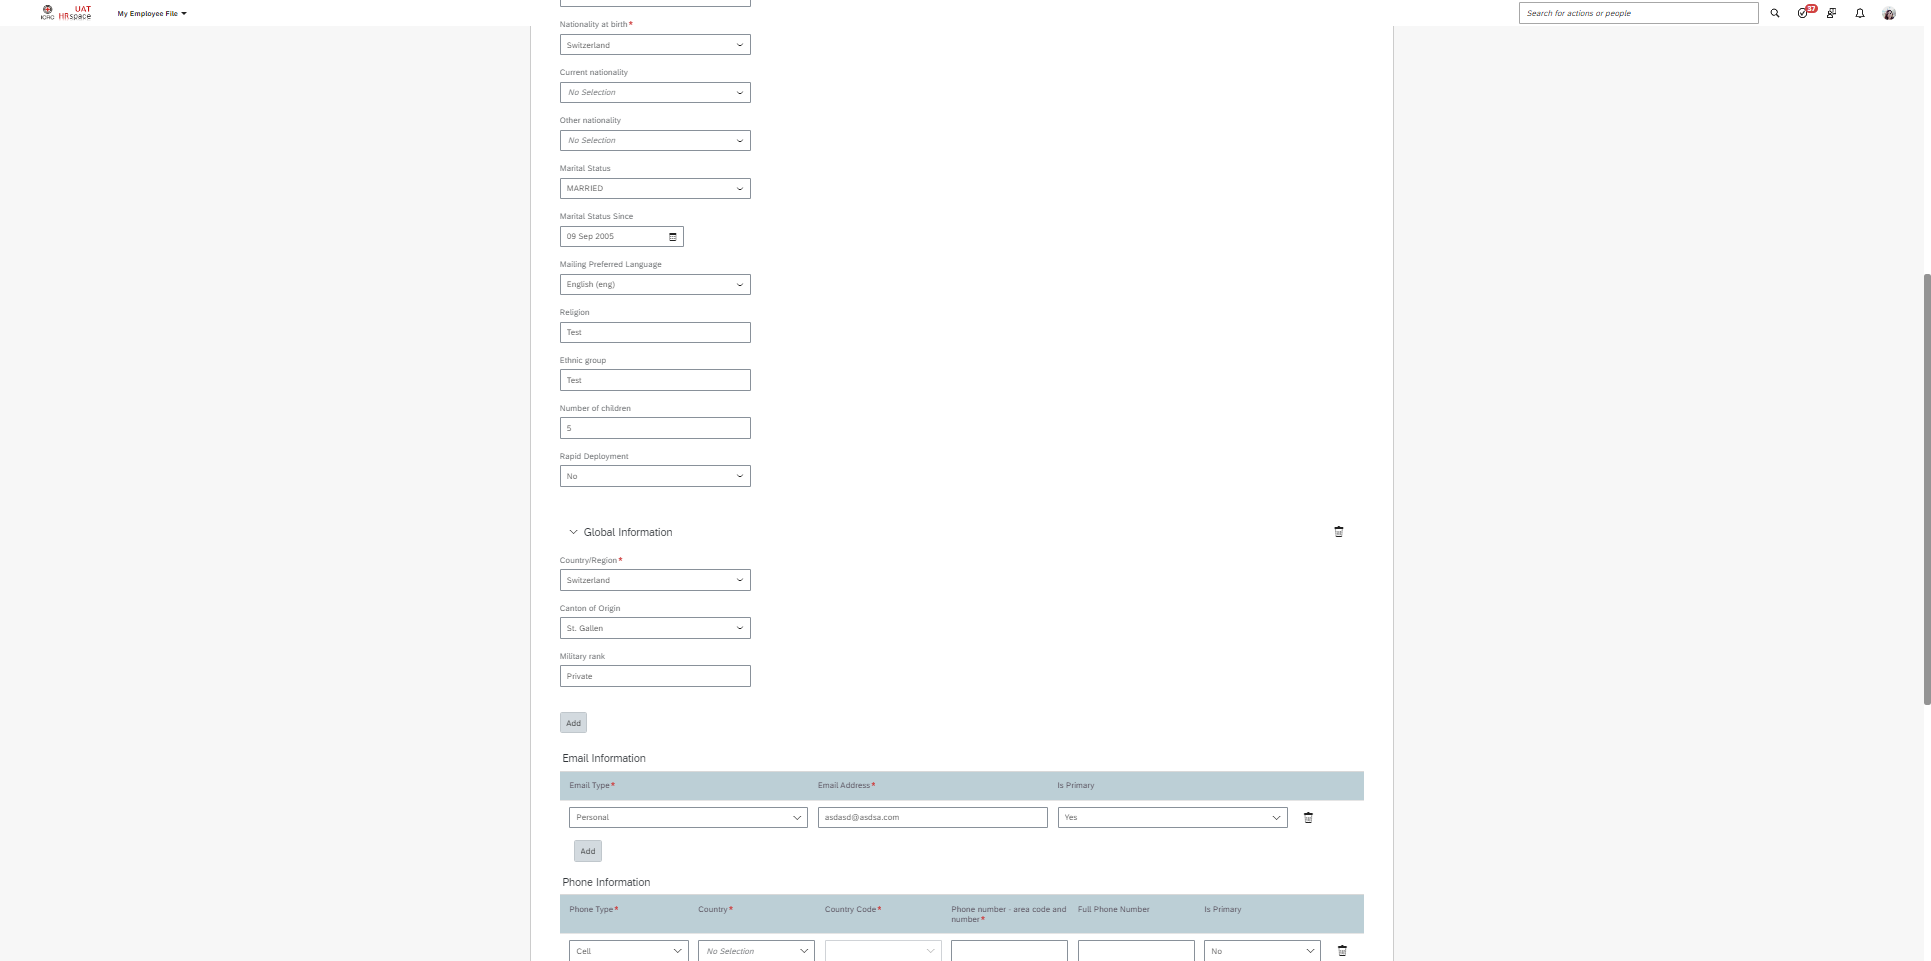 ICRC
UAT
HRspace
My Employee File
Search for actions or people
37
Nationality at birth*
Switzerland
Current nationality
No Selection
Other nationality
No Selection
Marital Status
MARRIED
Marital Status Since
09 Sep 2005
Mailing Preferred Language
English (eng)
Religion
Test
Ethnic group
Test
Number of children
5
Rapid Deployment
No
Global Information
Country/Region*
Switzerland
Canton of Origin
St. Gallen
Military rank
Private
Add
Email Information
Email Type* Email Address* Is Primary
Personal asdasd@asdsa.com Yes
Add
Phone Information
Phone Type* Country* Country Code* Phone number - area code and number* Full Phone Number Is Primary
Cell No Selection No